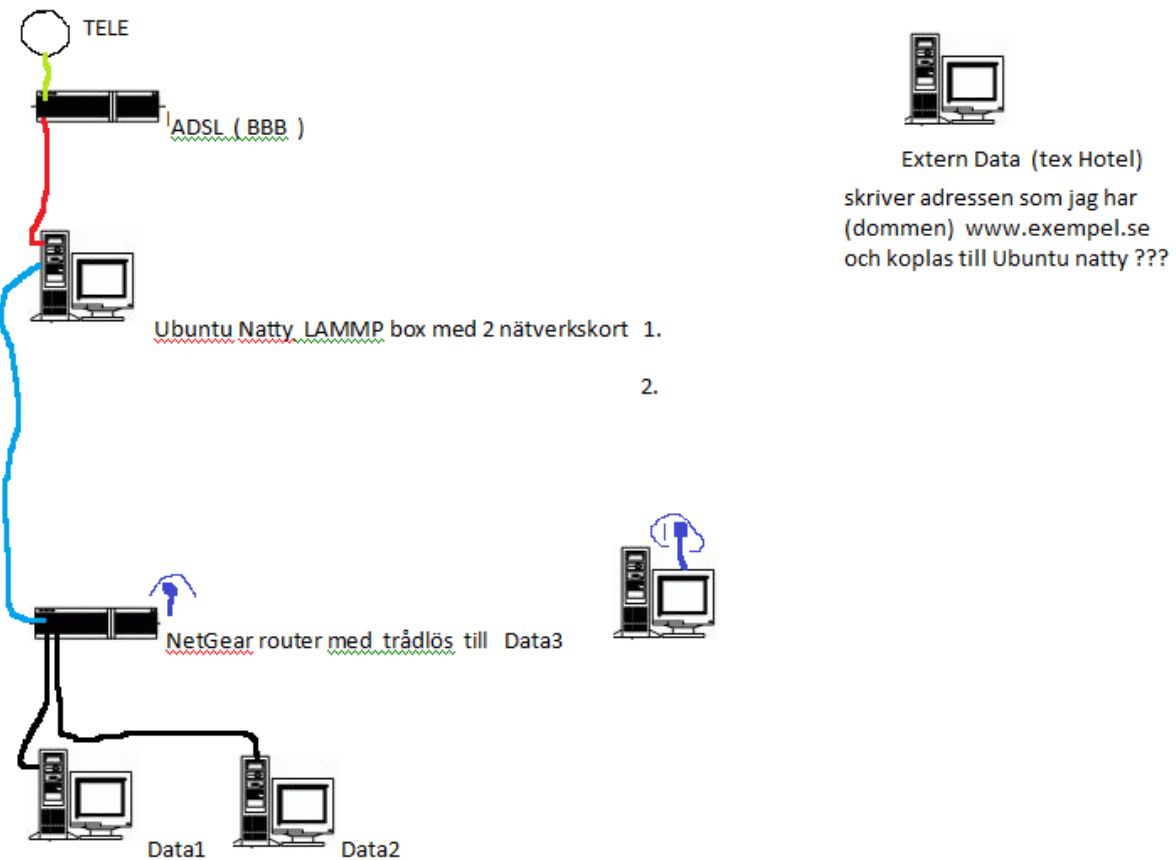 TELE
ADSL ( BBB )
Extern Data (tex Hotel)
skriver adressen som jag har
(dommen) www.exempel.se
och koplas till Ubuntu natty ???
Ubuntu Natty LAMMP box med 2 nätverkskort 1.
2.
NetGear router med trådlös till Data3
Data1
Data2